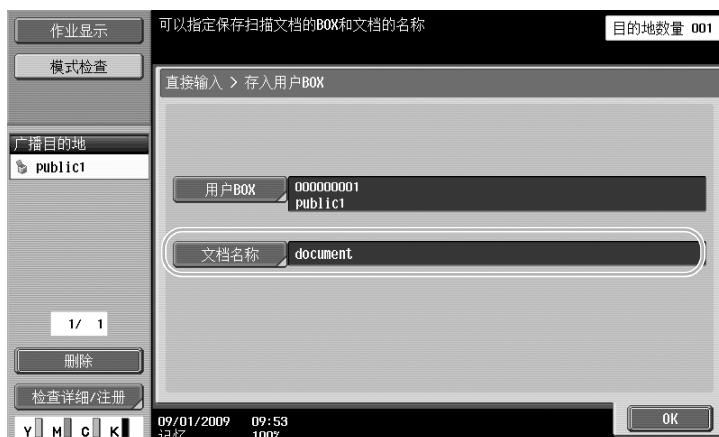 作业显示
模式检查
广播目的地
public1
1/ 1
删除
检查详细/注册
Y M C K
可以指定保存扫描文档的BOX和文档的名称
目的地数量 001
直接输入 > 存入用户BOX
用户BOX
000000001
public1
文档名称
document
09/01/2009 09:53
记忆 100%
OK